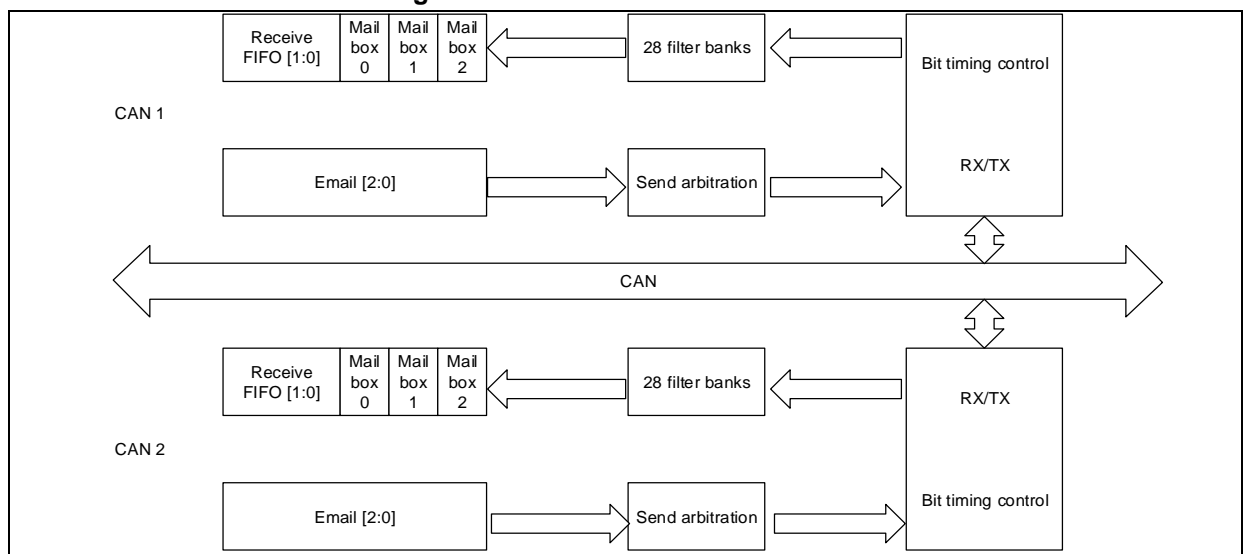 Receive
FIFO [1:0]
Mail
box
0
Mail
box
1
Mail
box
2
28 filter banks
Bit timing control
CAN 1
Email [2:0]
Send arbitration
RX/TX
CAN
Receive
FIFO [1:0]
Mail
box
0
Mail
box
1
Mail
box
2
28 filter banks
RX/TX
CAN 2
Email [2:0]
Send arbitration
Bit timing control